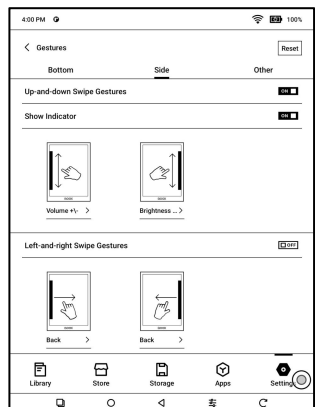 4:00 PM 100%
Gestures Reset
Bottom Side Other
Up-and-down Swipe Gestures ON
Show Indicator ON
Volume +\- Brightness ...
Left-and-right Swipe Gestures OFF
Back Back
Library Store Storage Apps Settings